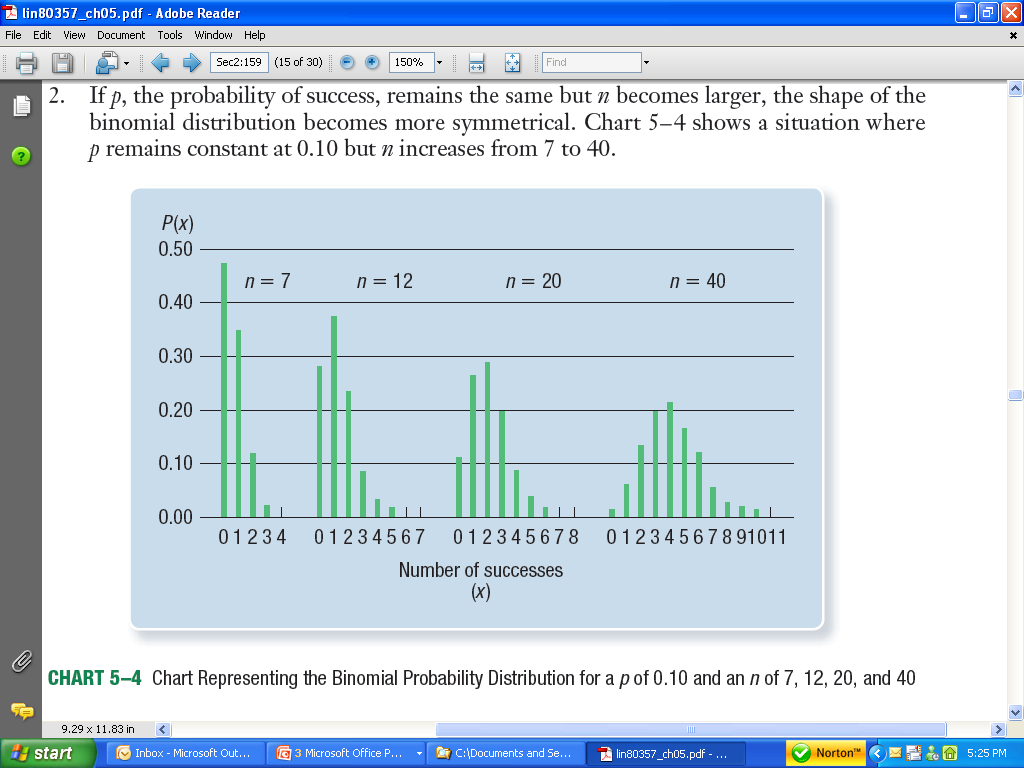 lin80357_ch05.pdf - Adobe Reader
File Edit View Document Tools Window Help
Sec2:159 (15 of 30) 150% Find
2. If p, the probability of success, remains the same but n becomes larger, the shape of the
binomial distribution becomes more symmetrical. Chart 5–4 shows a situation where
p remains constant at 0.10 but n increases from 7 to 40.
P(x)
0.50
n = 7 n = 12 n = 20 n = 40
0.40
0.30
0.20
0.10
0.00
0 1 2 3 4 0 1 2 3 4 5 6 7 0 1 2 3 4 5 6 7 8 0 1 2 3 4 5 6 7 8 9 10 11
Number of successes
(x)
CHART 5–4 Chart Representing the Binomial Probability Distribution for a p of 0.10 and an n of 7, 12, 20, and 40
9.29 x 11.83 in
start Inbox - Microsoft Out... 3 Microsoft Office P... C:\Documents and Se... lin80357_ch05.pdf - ... Norton™ 5:25 PM